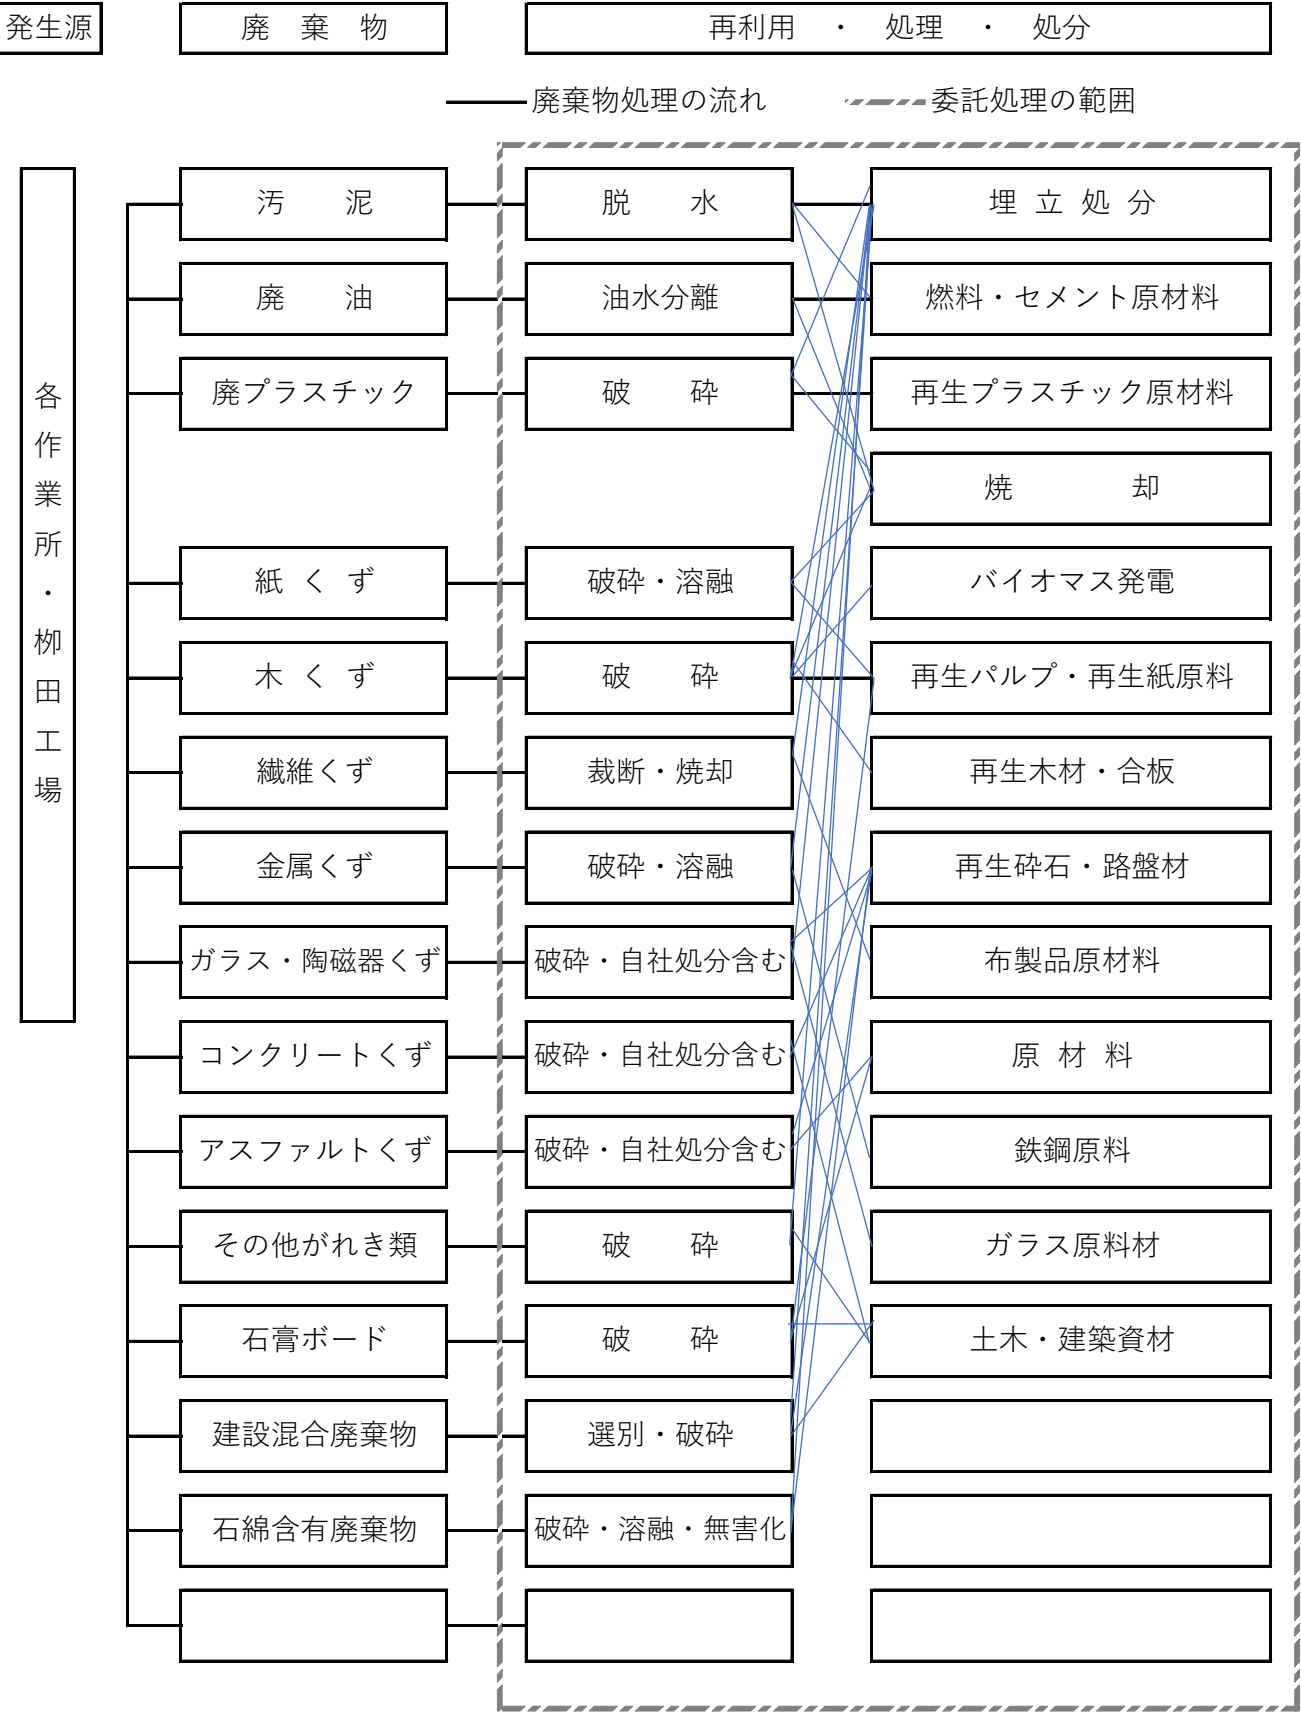 発生源
廃 棄 物
再利用 ・ 処理 ・ 処分
廃棄物処理の流れ
委託処理の範囲
各作業所・栁田工場
汚 泥
脱 水
埋 立 処 分
廃 油
油水分離
燃料・セメント原材料
廃プラスチック
破 砕
再生プラスチック原材料
焼 却
紙 く ず
破砕・溶融
バイオマス発電
木 く ず
破 砕
再生パルプ・再生紙原料
繊維くず
裁断・焼却
再生木材・合板
金属くず
破砕・溶融
再生砕石・路盤材
ガラス・陶磁器くず
破砕・自社処分含む
布製品原材料
コンクリートくず
破砕・自社処分含む
原 材 料
アスファルトくず
破砕・自社処分含む
鉄鋼原料
その他がれき類
破 砕
ガラス原料材
石膏ボード
破 砕
土木・建築資材
建設混合廃棄物
選別・破砕
石綿含有廃棄物
破砕・溶融・無害化